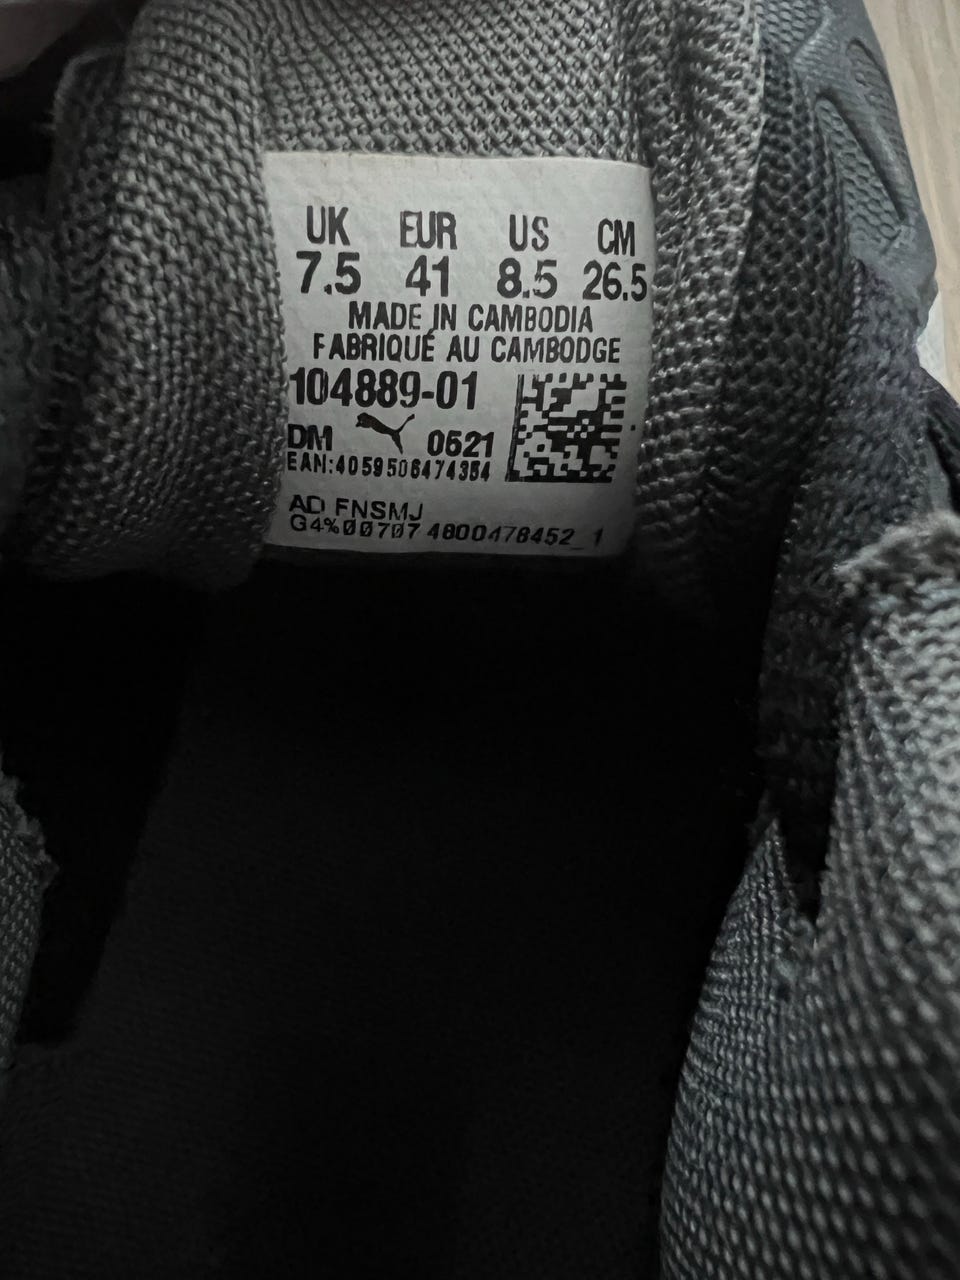 UK EUR US CM
7.5 41 8.5 26.5
MADE IN CAMBODIA
FABRIQUÉ AU CAMBODGE
104889-01
DM 0621
EAN:4059506474384
AD FNSMJ
G4%00707 4800478452_1